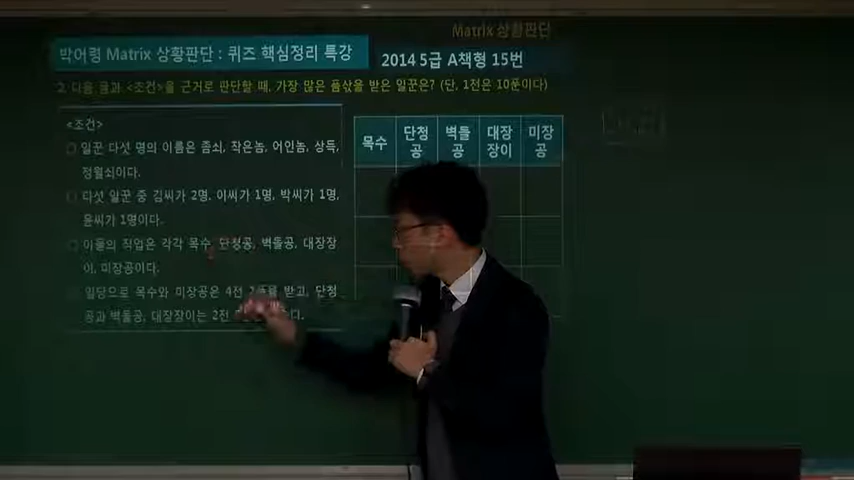 Matrix 상황판단
박어령 Matrix 상황판단 : 퀴즈 핵심정리 특강
2014 5급 A책형 15번
2. 다음 글과 <조건>을 근거로 판단할 때, 가장 많은 품삯을 받은 일꾼은? (단, 1전은 10푼이다)
<조건>
일꾼 다섯 명의 이름은 좀쇠, 작은놈, 어인놈, 상득,
정월쇠이다.
다섯 일꾼 중 김씨가 2명, 이씨가 1명, 박씨가 1명,
윤씨가 1명이다.
이들의 직업은 각각 목수, 단청공, 벽돌공, 대장장
이, 미장공이다.
일당으로 목수와 미장공은 4전 2푼을 받고, 단청
공과 벽돌공, 대장장이는 2전
목수 단청공 벽돌공 대장장이 미장공